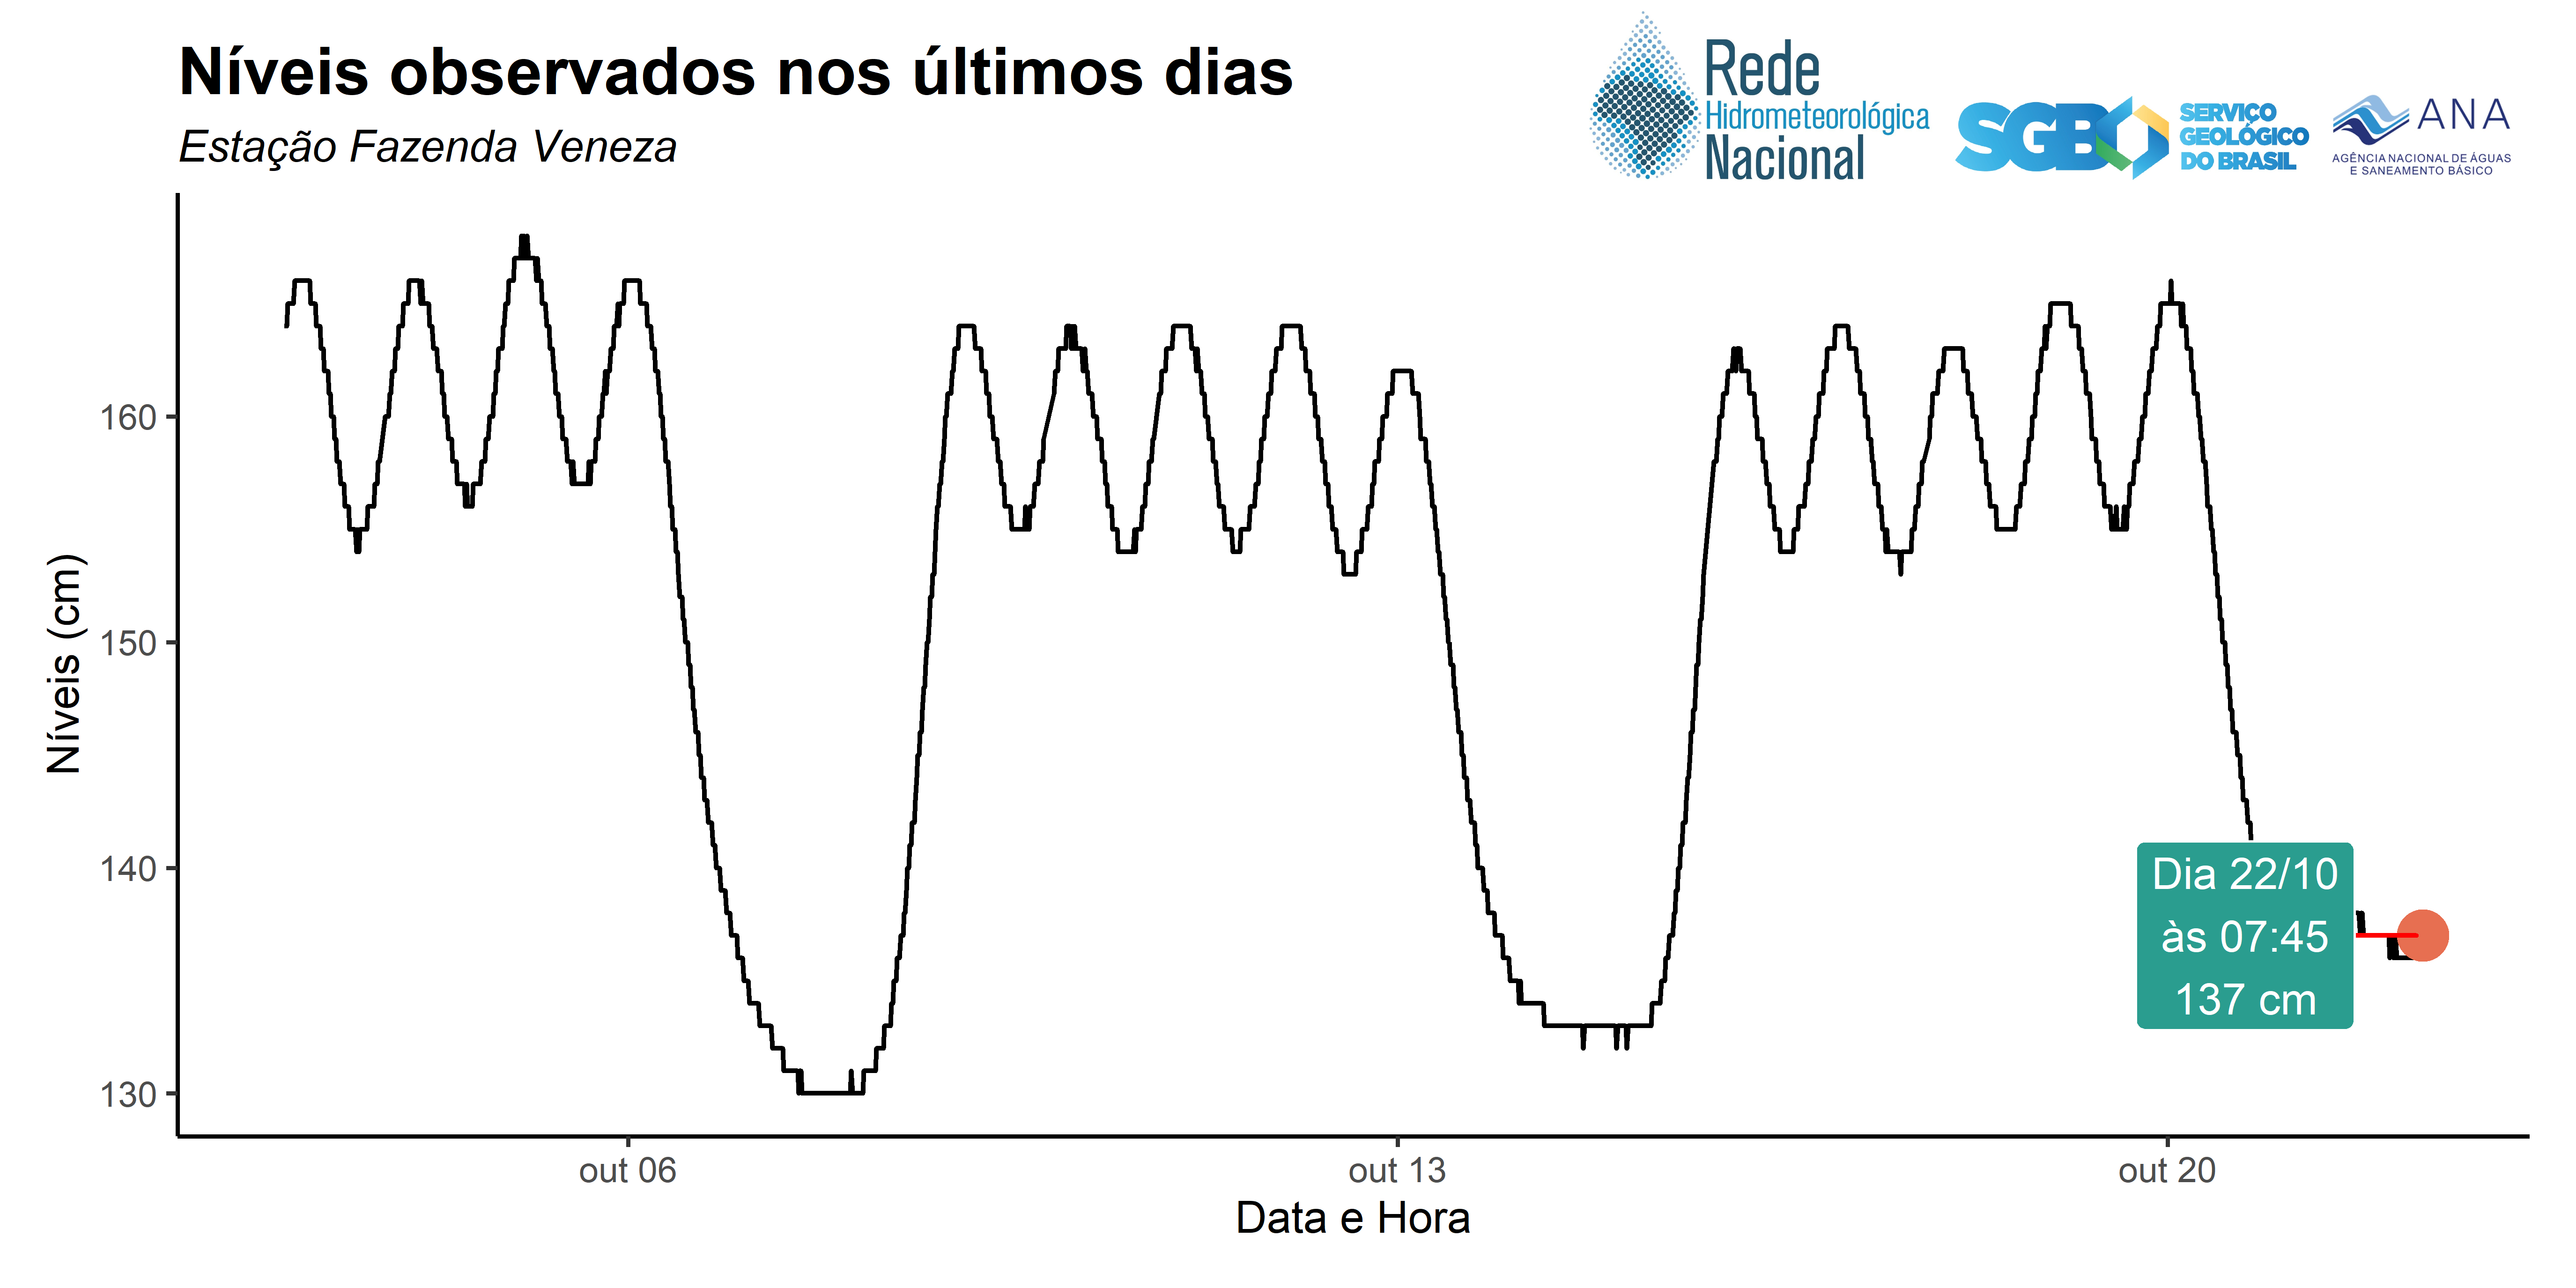 Níveis observados nos últimos dias
Estação Fazenda Veneza
Rede
Hidrometeorológica
Nacional
SGB
SERVIÇO
GEOLÓGICO
DO BRASIL
ANA
AGÊNCIA NACIONAL DE ÁGUAS
E SANEAMENTO BÁSICO
Níveis (cm)
160
150
140
130
Dia 22/10
às 07:45
137 cm
out 06
out 13
out 20
Data e Hora